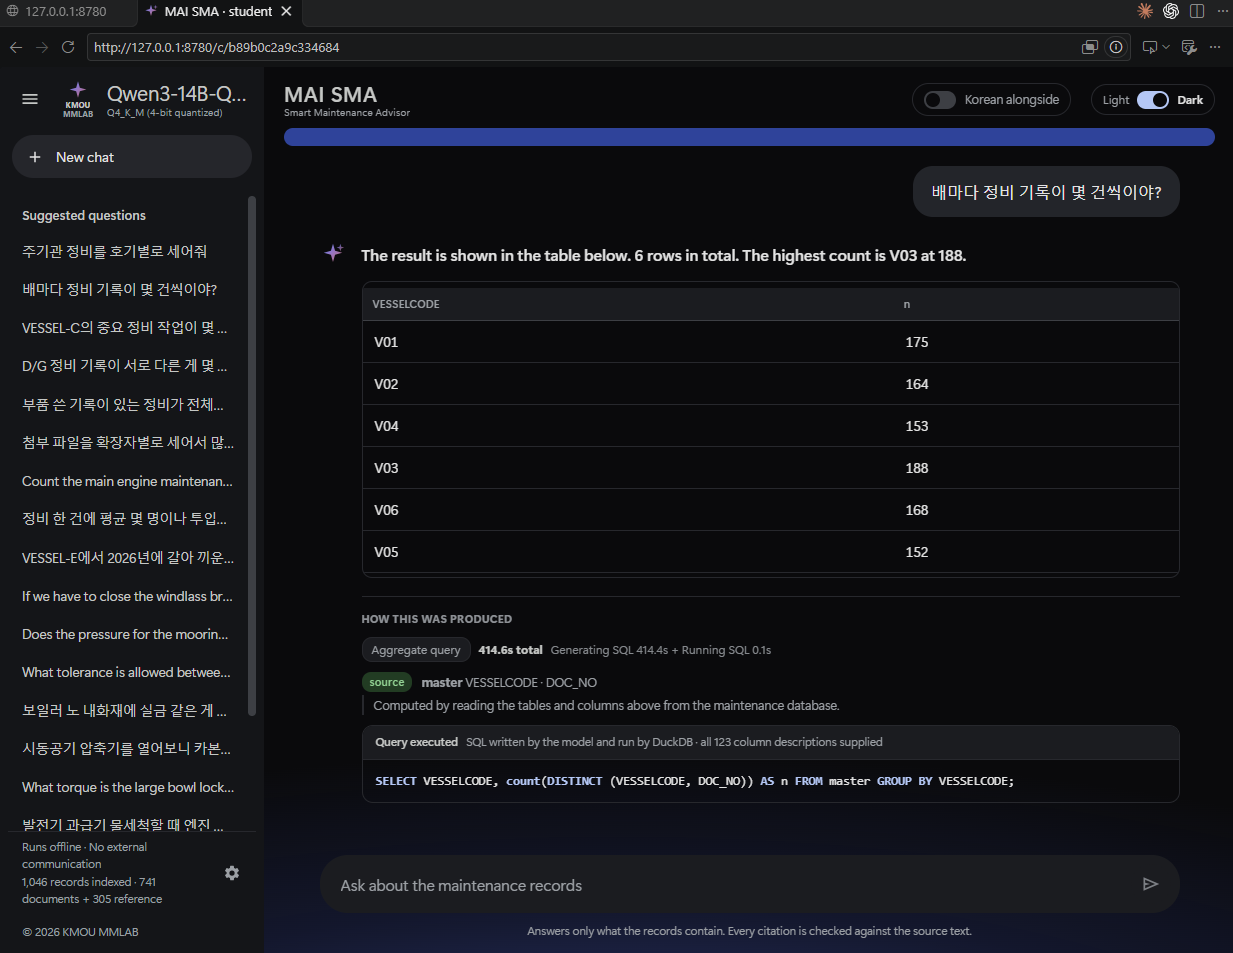 127.0.0.1:8780
MAI SMA · student
http://127.0.0.1:8780/c/b89b0c2a9c334684
KMOU
MMLAB
Qwen3-14B-Q...
Q4_K_M (4-bit quantized)
New chat
Suggested questions
주기관 정비를 호기별로 세어줘
배마다 정비 기록이 몇 건씩이야?
VESSEL-C의 중요 정비 작업이 몇 ...
D/G 정비 기록이 서로 다른 게 몇 ...
부품 쓴 기록이 있는 정비가 전체...
첨부 파일을 확장자별로 세어서 많...
Count the main engine maintenan...
정비 한 건에 평균 몇 명이나 투입...
VESSEL-E에서 2026년에 갈아 끼운...
If we have to close the windlass br...
Does the pressure for the moorin...
What tolerance is allowed betwee...
보일러 노 내화재에 실금 같은 게 ...
시동공기 압축기를 열어보니 카본...
What torque is the large bowl lock...
발전기 과급기 물세척할 때 엔진 ...
Runs offline · No external
communication
1,046 records indexed · 741
documents + 305 reference
© 2026 KMOU MMLAB
MAI SMA
Smart Maintenance Advisor
Korean alongside
Light
Dark
배마다 정비 기록이 몇 건씩이야?
The result is shown in the table below. 6 rows in total. The highest count is V03 at 188.
VESSELCODE n
V01 175
V02 164
V04 153
V03 188
V06 168
V05 152
HOW THIS WAS PRODUCED
Aggregate query 414.6s total Generating SQL 414.4s + Running SQL 0.1s
source master VESSELCODE · DOC_NO
Computed by reading the tables and columns above from the maintenance database.
Query executed SQL written by the model and run by DuckDB · all 123 column descriptions supplied
SELECT VESSELCODE, count(DISTINCT (VESSELCODE, DOC_NO)) AS n FROM master GROUP BY VESSELCODE;
Ask about the maintenance records
Answers only what the records contain. Every citation is checked against the source text.